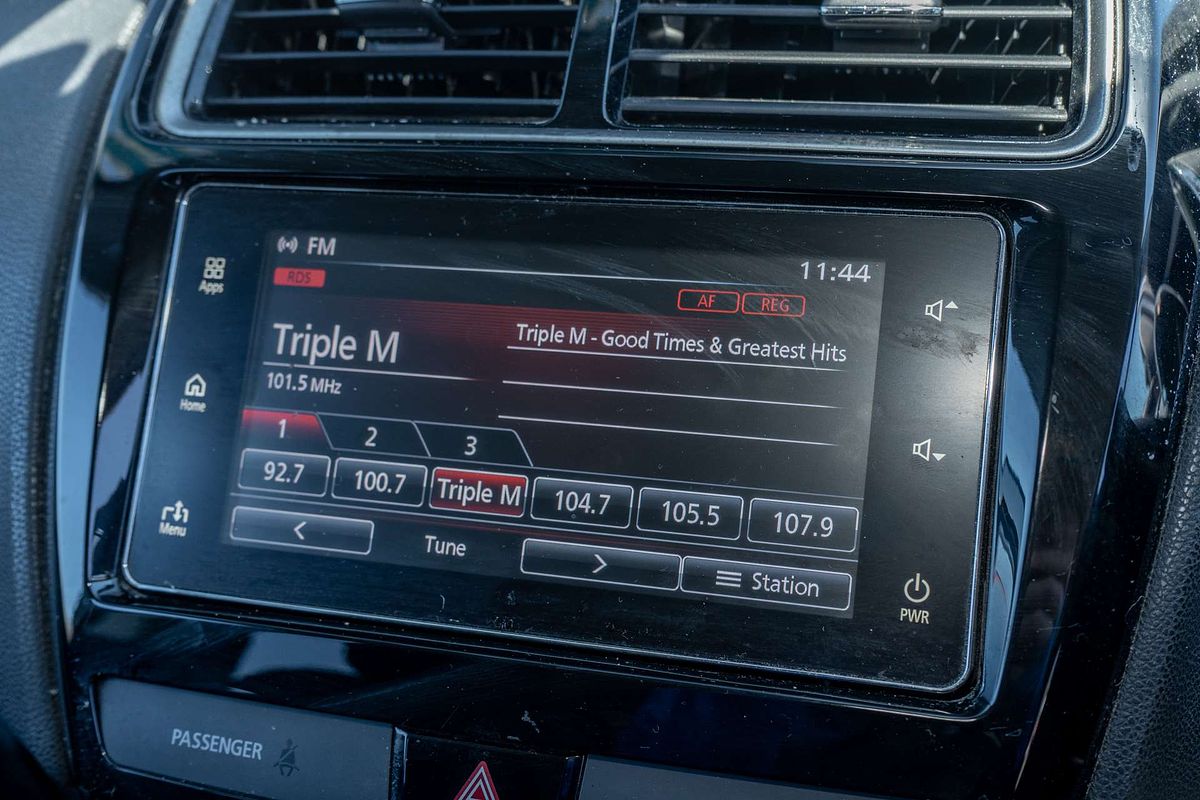 FM
11:44
RDS
AF REG
Apps
Triple M
Triple M - Good Times & Greatest Hits
101.5 MHz
Home
1 2 3
92.7 100.7 Triple M 104.7 105.5 107.9
Menu
< Tune > Station
PWR
PASSENGER